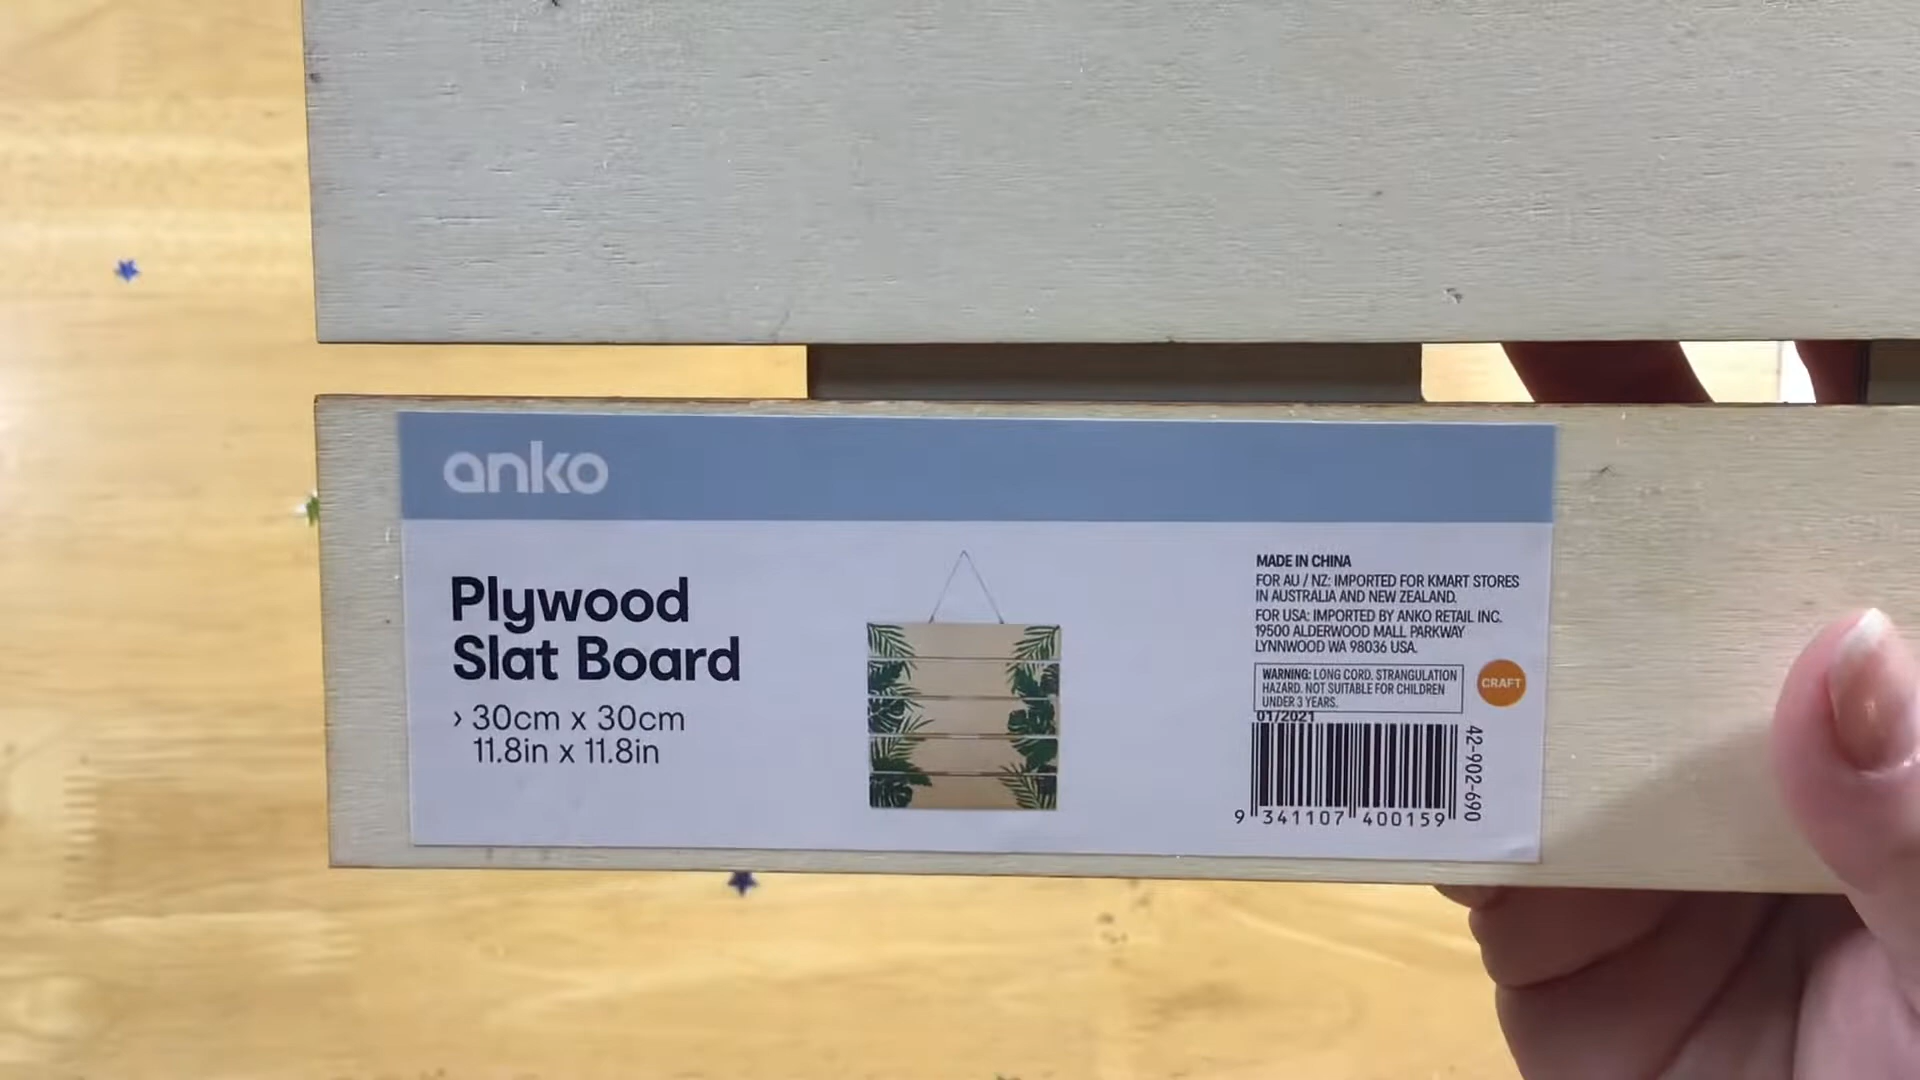 anko
Plywood
Slat Board
› 30cm x 30cm
11.8in x 11.8in
MADE IN CHINA
FOR AU / NZ: IMPORTED FOR KMART STORES
IN AUSTRALIA AND NEW ZEALAND.
FOR USA: IMPORTED BY ANKO RETAIL INC.
19500 ALDERWOOD MALL PARKWAY
LYNNWOOD WA 98036 USA.
WARNING: LONG CORD. STRANGULATION
HAZARD. NOT SUITABLE FOR CHILDREN
UNDER 3 YEARS.
CRAFT
01/2021
42-902-690
9 341107 400159